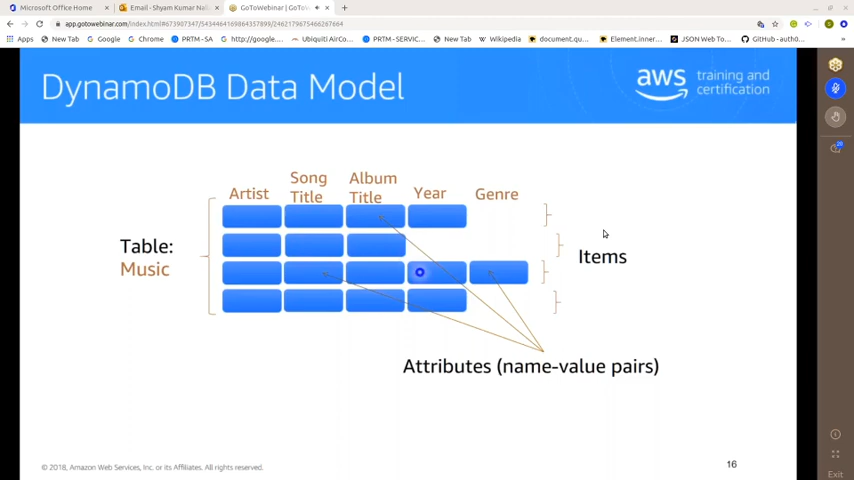 Microsoft Office Home
Email - Shyam Kumar Nal
GoToWebinar | GoTo
app.gotowebinar.com/index.html#673907347/5434464169864337899/2462179675466267664
Apps
New Tab
Google
Chrome
PRTM -SA
http://google....
Ubiquiti AirCo...
PRTM -SERVIC...
New Tab
Wikipedia
document.qu...
Element.inner...
JSON Web To...
GitHub - auth0...
DynamoDB Data Model
aws training and
certification
Artist
Song
Title
Album
Title
Year
Genre
Table:
Music
Items
Attributes (name-value pairs)
© 2018, Amazon Web Services, Inc. or its Affiliates. All rights reserved.
16
Exit